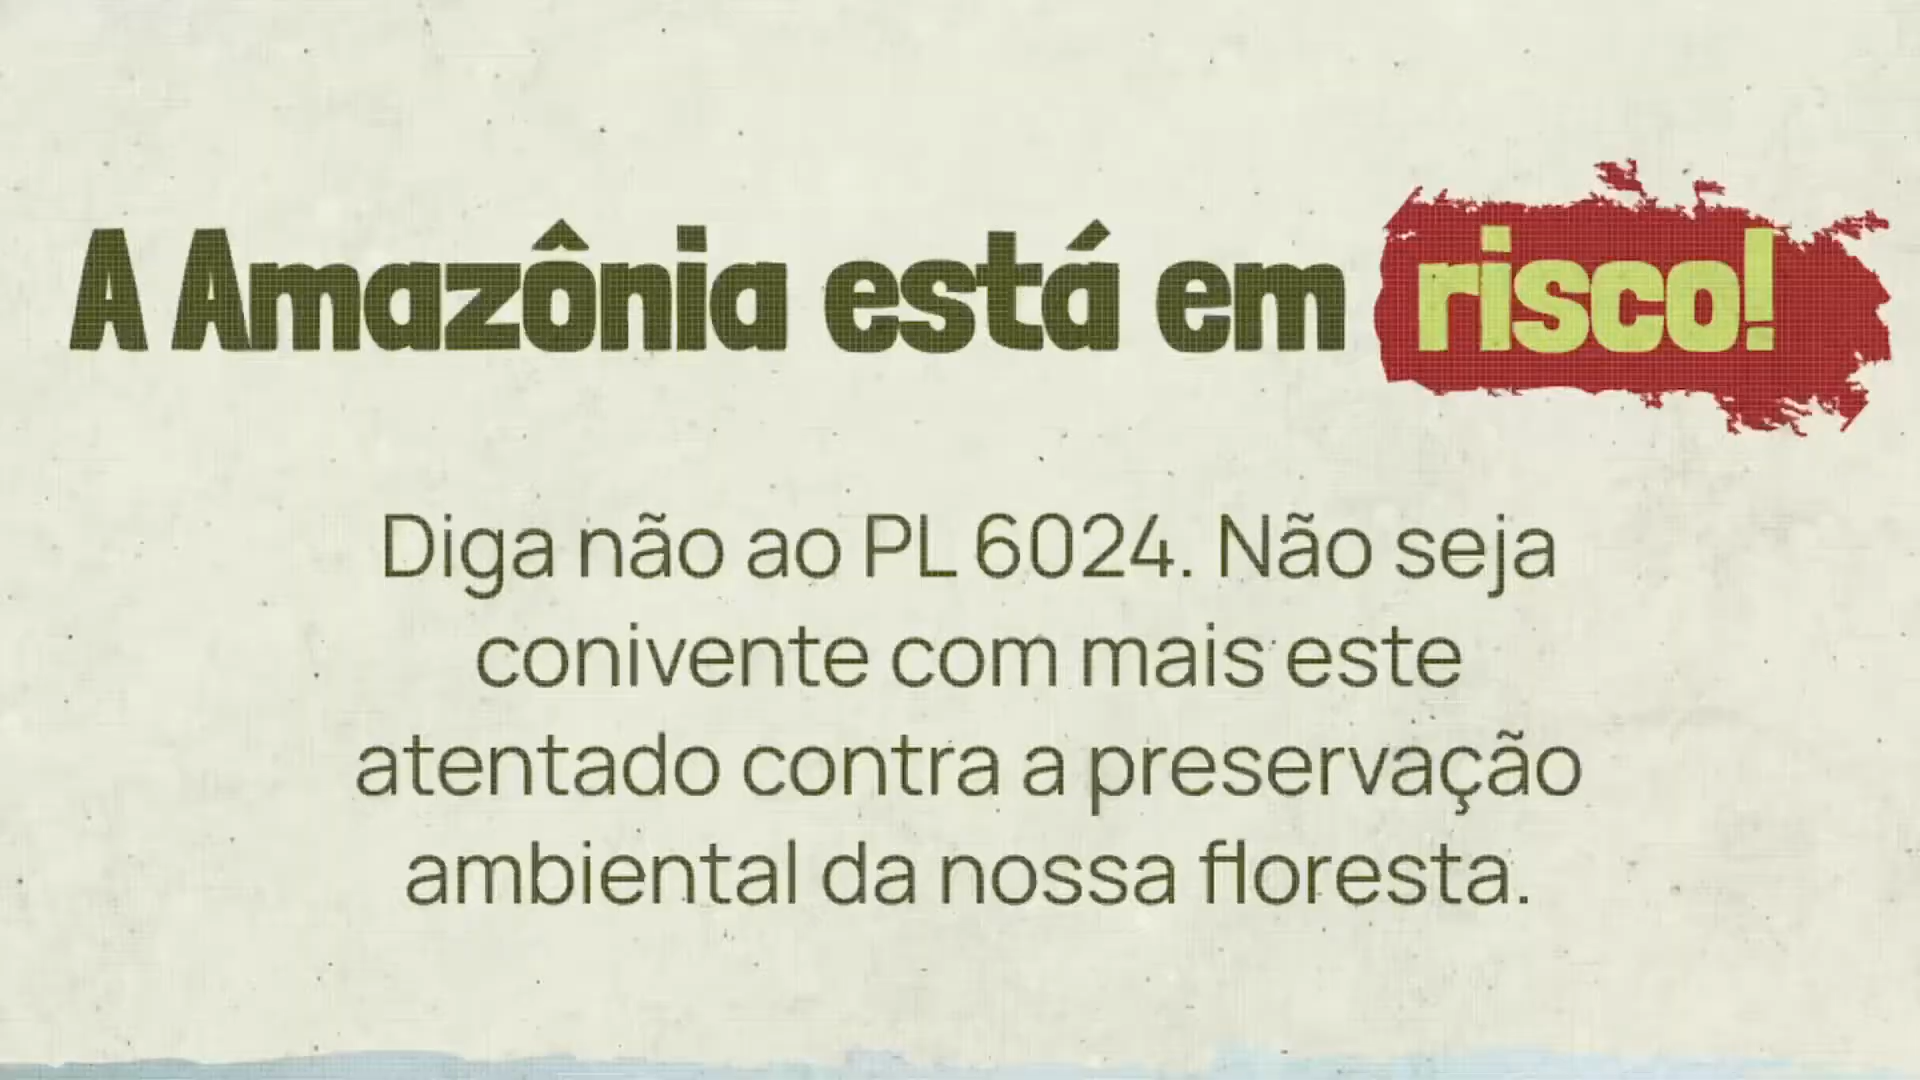 A Amazônia está em risco!
Diga não ao PL 6024. Não seja
conivente com mais este
atentado contra a preservação
ambiental da nossa floresta.